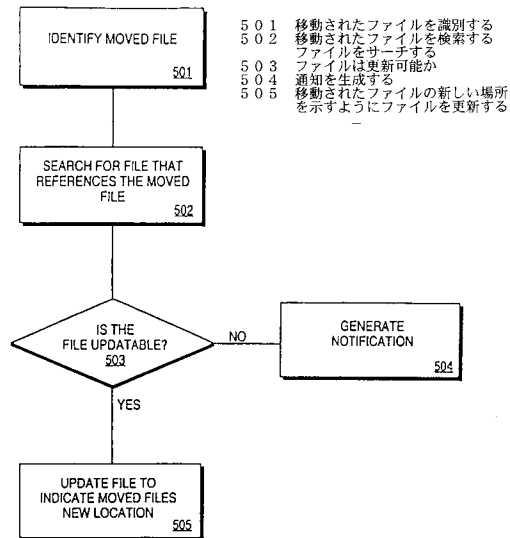 IDENTIFY MOVED FILE
501
５０１ 移動されたファイルを識別する
５０２ 移動されたファイルを検索する
ファイルをサーチする
５０３ ファイルは更新可能か
５０４ 通知を生成する
５０５ 移動されたファイルの新しい場所
を示すようにファイルを更新する
SEARCH FOR FILE THAT
REFERENCES THE MOVED
FILE
502
IS THE
FILE UPDATABLE?
503
NO
GENERATE
NOTIFICATION
504
YES
UPDATE FILE TO
INDICATE MOVED FILES
NEW LOCATION
505